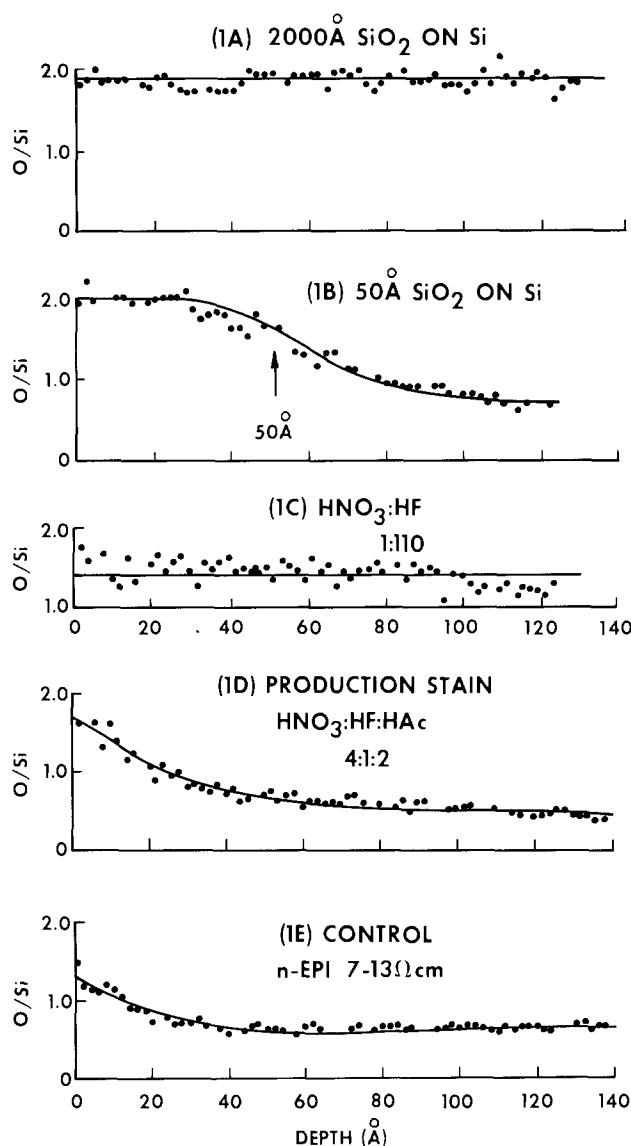 (1A) 2000Å SiO₂ ON Si
2.0
1.0
0
O/Si
(1B) 50Å SiO₂ ON Si
2.0
1.0
0
O/Si
50Å
(1C) HNO₃:HF
1:110
2.0
1.0
O/Si
0 20 40 60 80 100 120 140
(1D) PRODUCTION STAIN
HNO₃:HF:HAc
4:1:2
2.0
1.0
0
O/Si
(1E) CONTROL
n-EPI 7-13Ωcm
2.0
1.0
0
O/Si
0 20 40 60 80 100 120 140
DEPTH (Å)